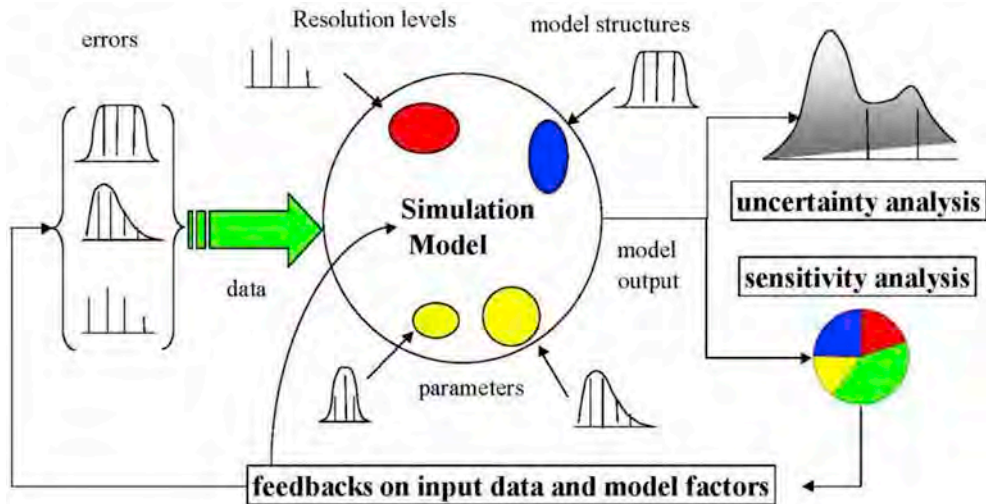 errors
Resolution levels
model structures
Simulation
Model
data
parameters
model
output
uncertainty analysis
sensitivity analysis
feedbacks on input data and model factors